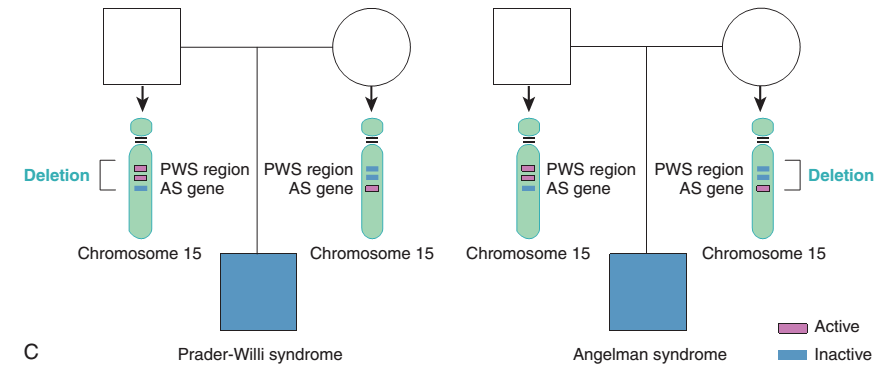 Deletion
PWS region
AS gene
PWS region
AS gene
Chromosome 15
Chromosome 15
Prader-Willi syndrome
PWS region
AS gene
PWS region
AS gene
Deletion
Chromosome 15
Chromosome 15
Angelman syndrome
Active
Inactive
C